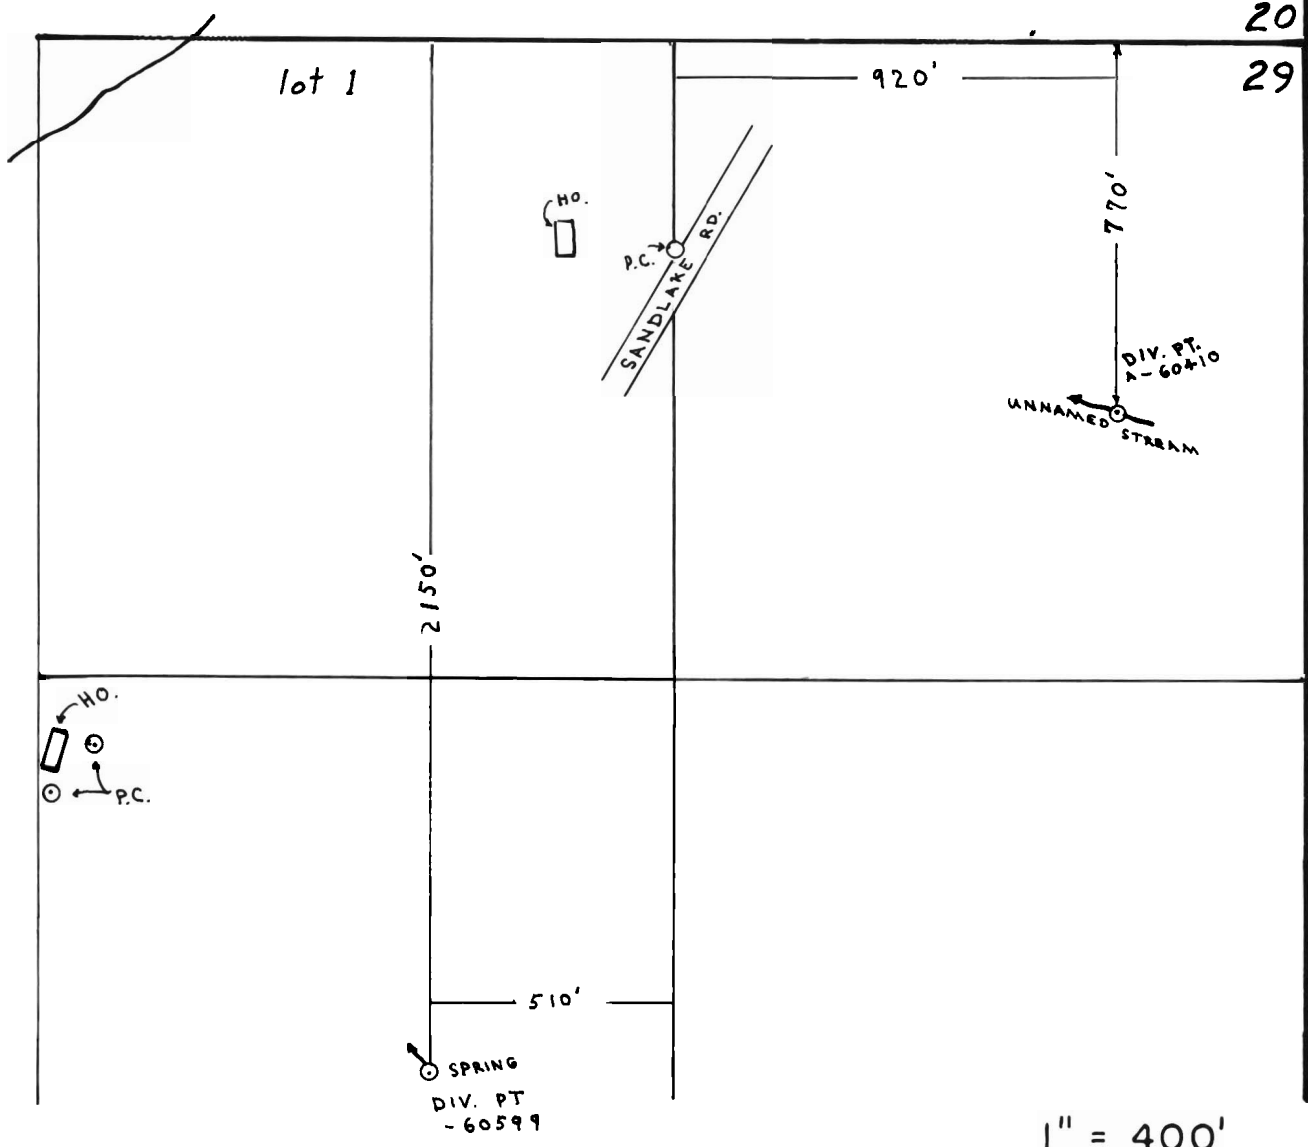 20
lot 1
920'
29
770'
HO.
P.C.
SANDLAKE RD.
DIV. PT.
A-60410
UNNAMED STREAM
2150'
HO.
P.C.
510'
SPRING
DIV. PT
-60599
1" = 400'